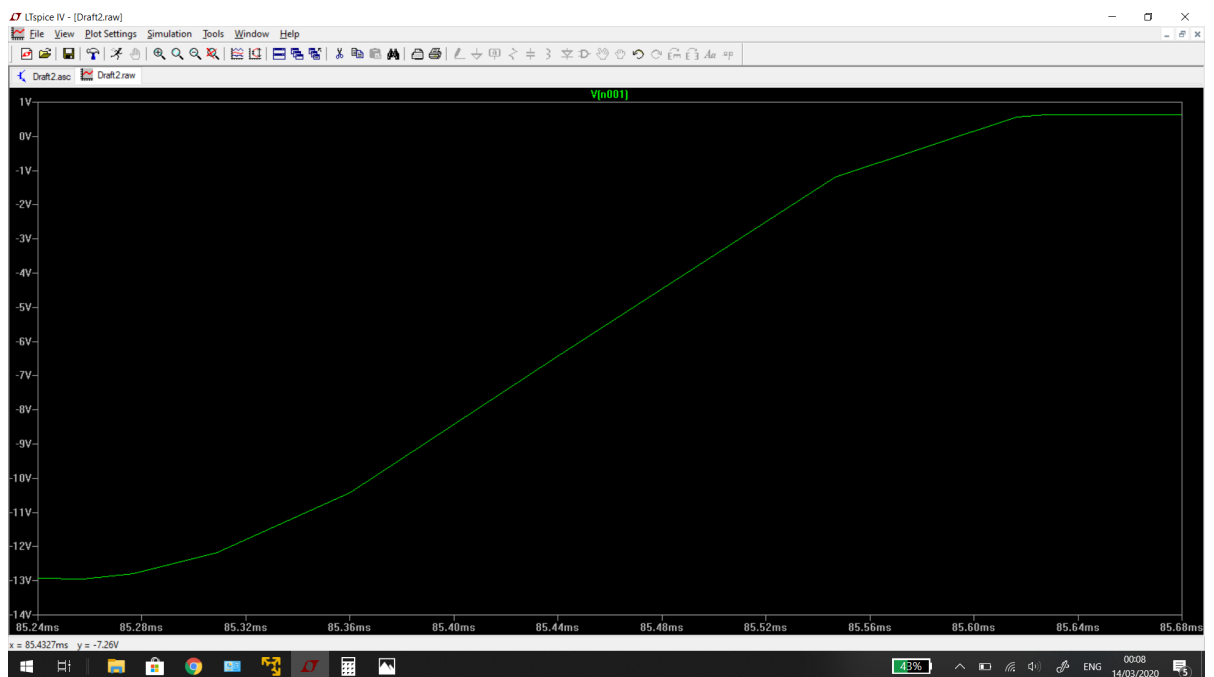 LTspice IV - [Draft2.raw]
File View Plot Settings Simulation Tools Window Help
Draft2.asc Draft2.raw
V(n001)
1V
0V
-1V
-2V
-3V
-4V
-5V
-6V
-7V
-8V
-9V
-10V
-11V
-12V
-13V
-14V
85.24ms 85.28ms 85.32ms 85.36ms 85.40ms 85.44ms 85.48ms 85.52ms 85.56ms 85.60ms 85.64ms 85.68ms
x = 85.4327ms y = -7.26V
43% ENG 00:08
14/03/2020 5